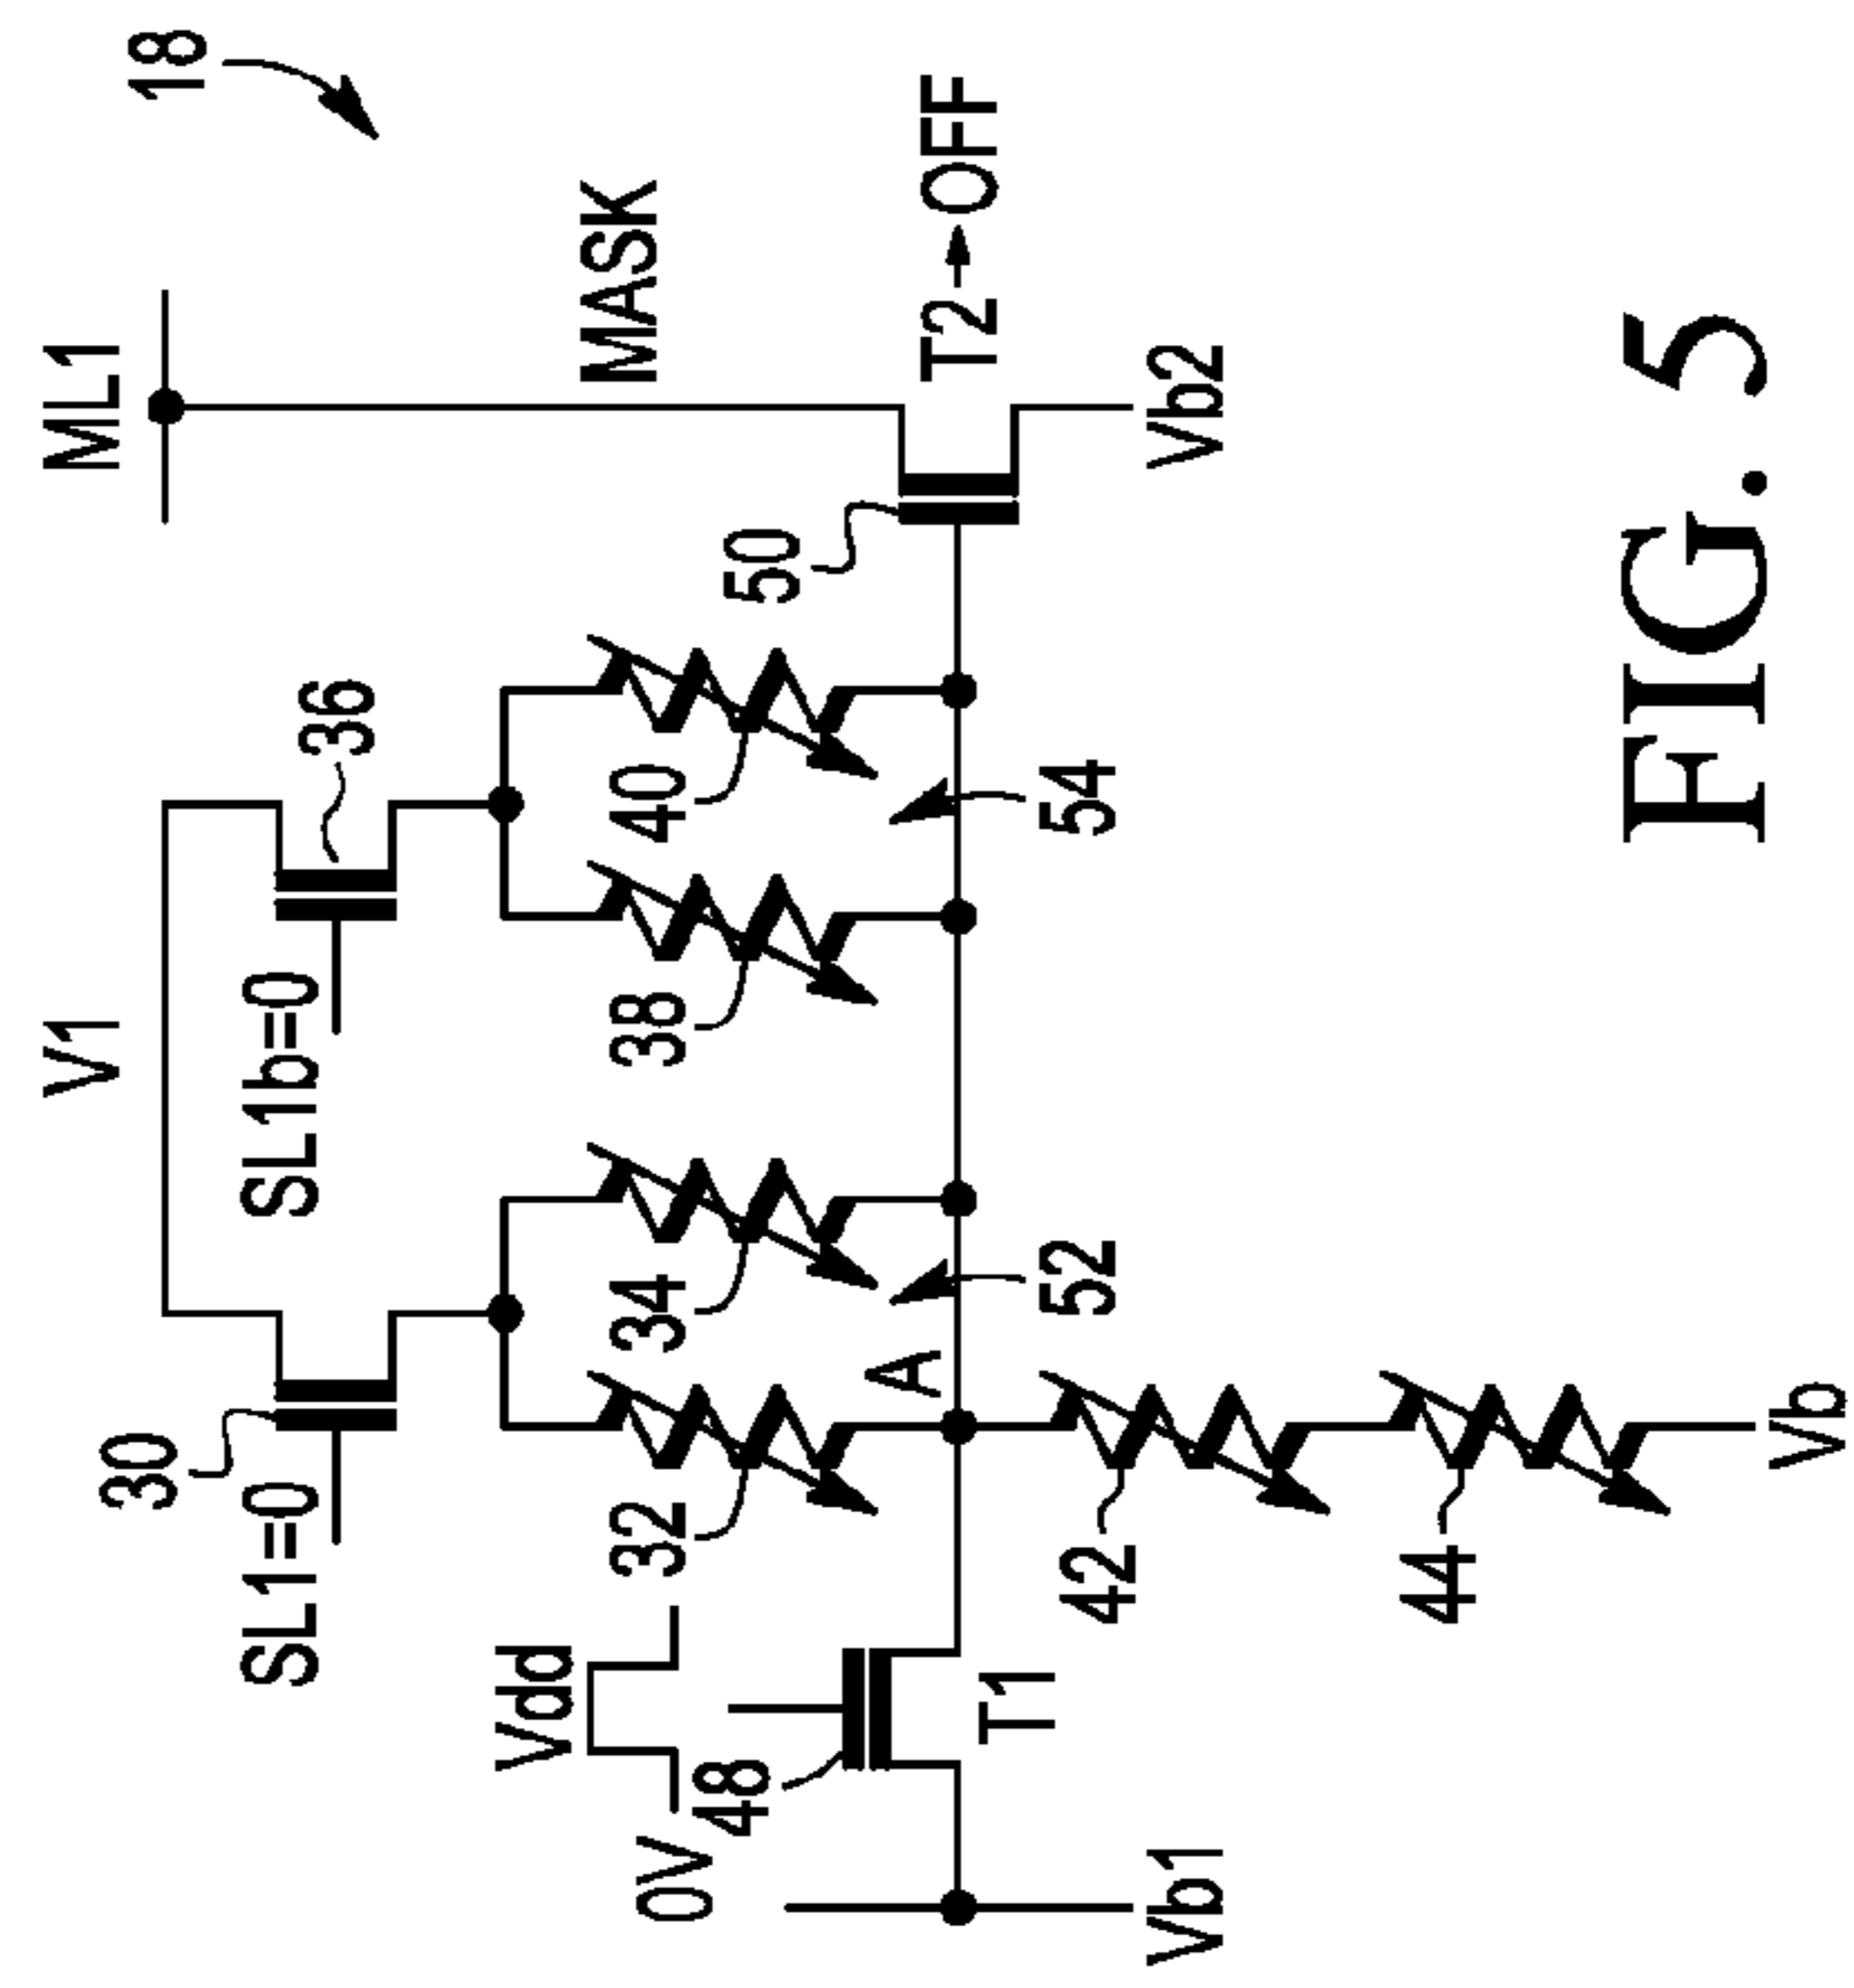 18
V1
ML1
30
SL1=0
SL1b=0
36
Vdd
0V
48
32
34
38
40
50
MASK
A
T1
52
54
T2→OFF
42
44
Vb1
Vb2
Vb
FIG. 5